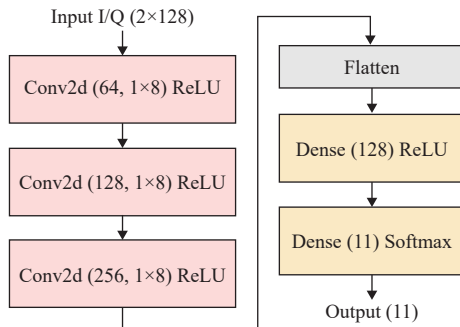 Input I/Q (2×128)
Conv2d (64, 1×8) ReLU
Conv2d (128, 1×8) ReLU
Conv2d (256, 1×8) ReLU
Flatten
Dense (128) ReLU
Dense (11) Softmax
Output (11)